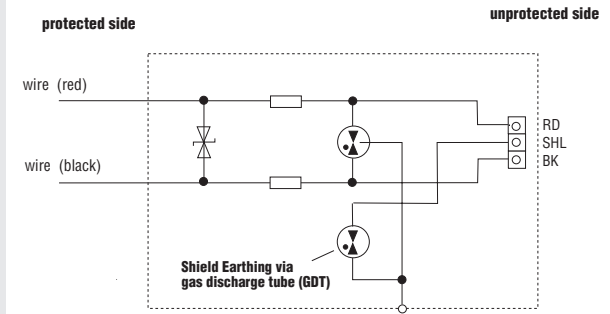 unprotected side
protected side
wire (red)
RD
SHL
wire (black)
BK
Shield Earthing via
gas discharge tube (GDT)